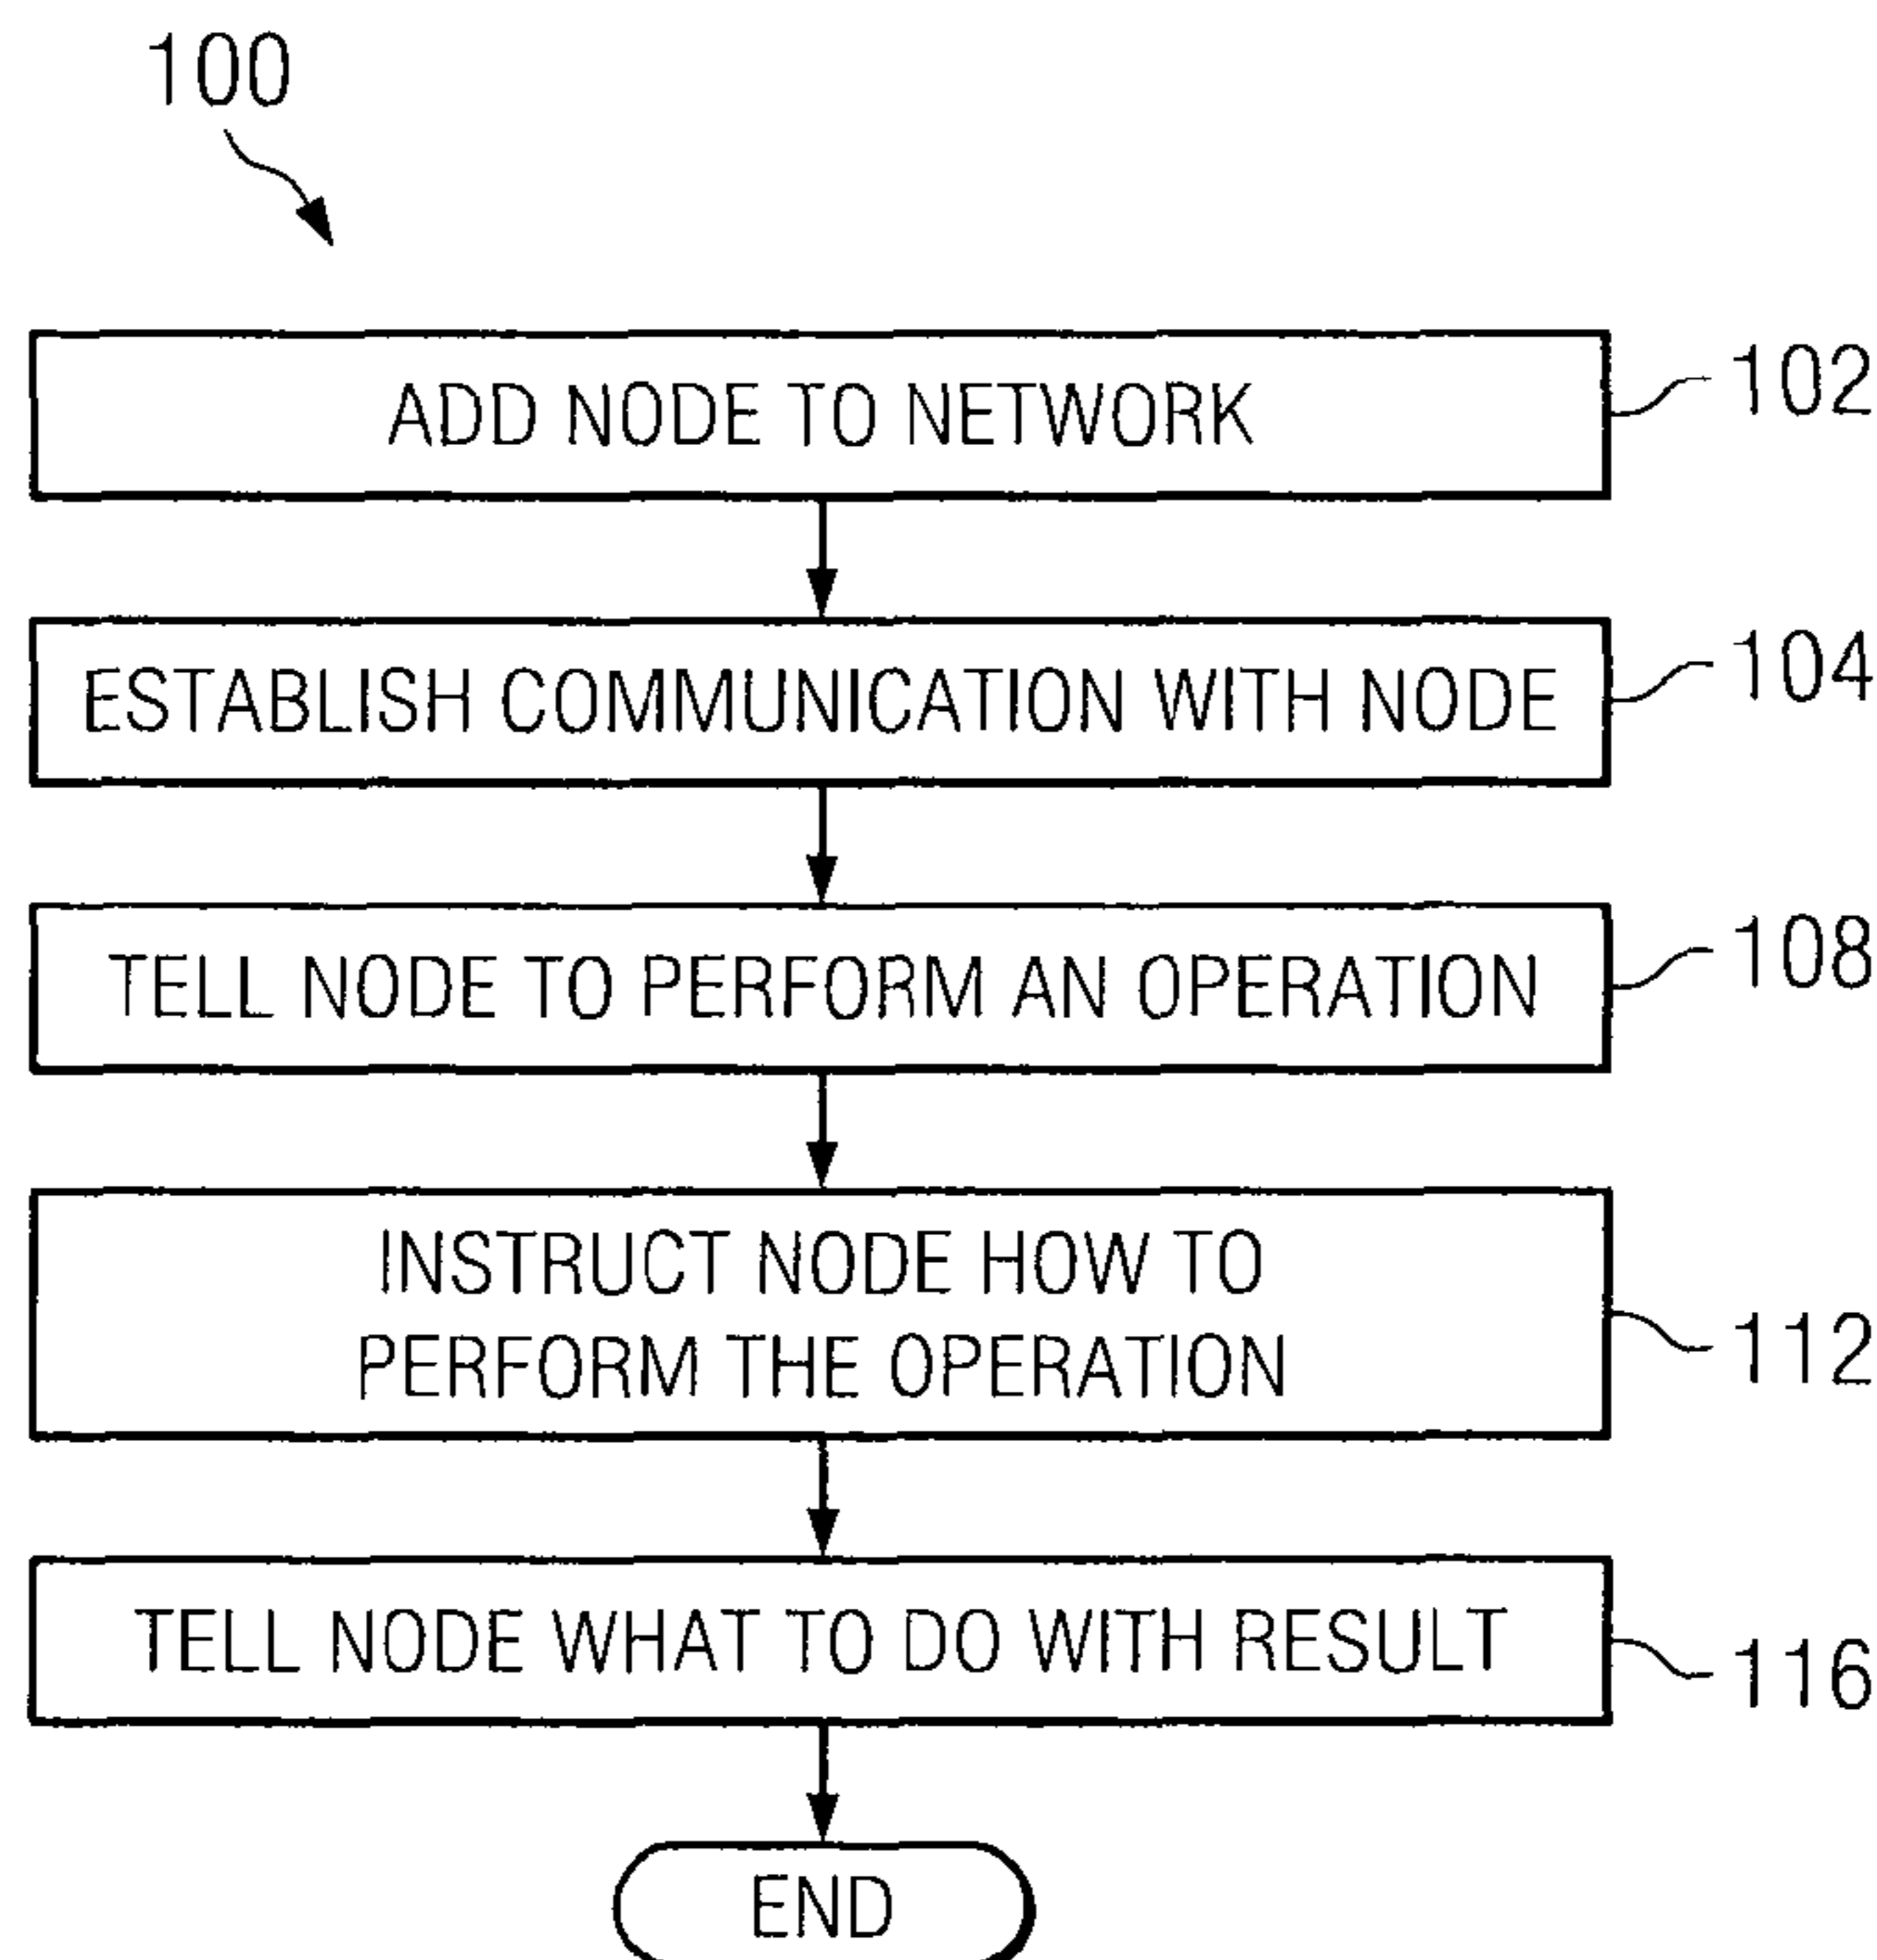 100
ADD NODE TO NETWORK
102
ESTABLISH COMMUNICATION WITH NODE
104
TELL NODE TO PERFORM AN OPERATION
108
INSTRUCT NODE HOW TO
PERFORM THE OPERATION
112
TELL NODE WHAT TO DO WITH RESULT
116
END